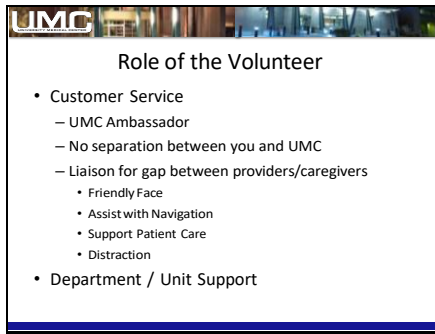 UMC
UNIVERSITY MEDICAL CENTER
Role of the Volunteer
• Customer Service
– UMC Ambassador
– No separation between you and UMC
– Liaison for gap between providers/caregivers
• Friendly Face
• Assist with Navigation
• Support Patient Care
• Distraction
• Department / Unit Support